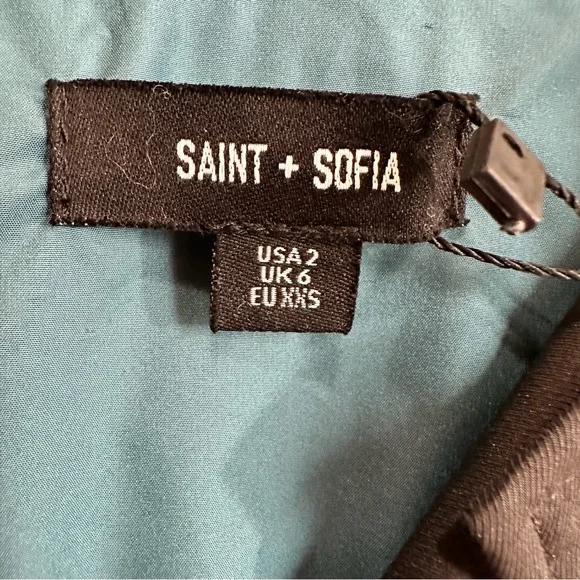 SAINT + SOFIA
USA 2
UK 6
EU XXS